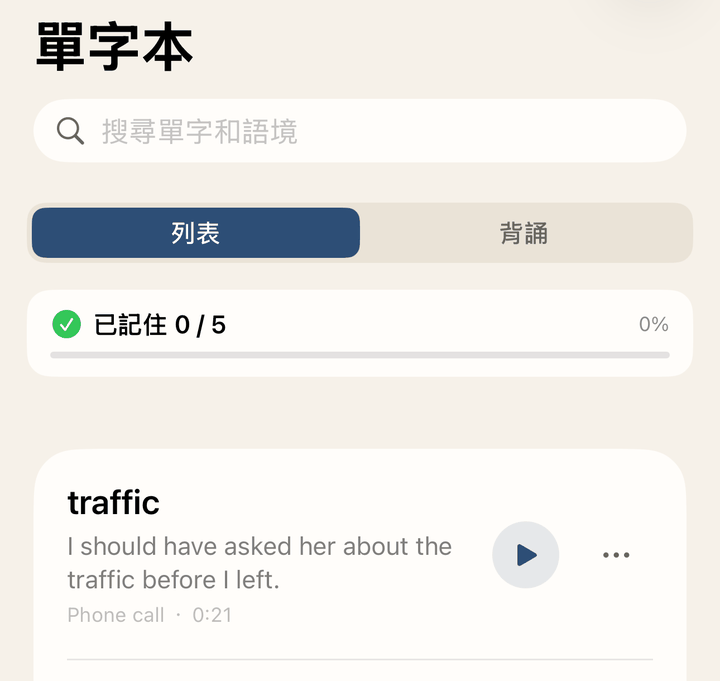 單字本
搜尋單字和語境
列表
背誦
已記住 0 / 5
0%
traffic
I should have asked her about the
traffic before I left.
Phone call · 0:21